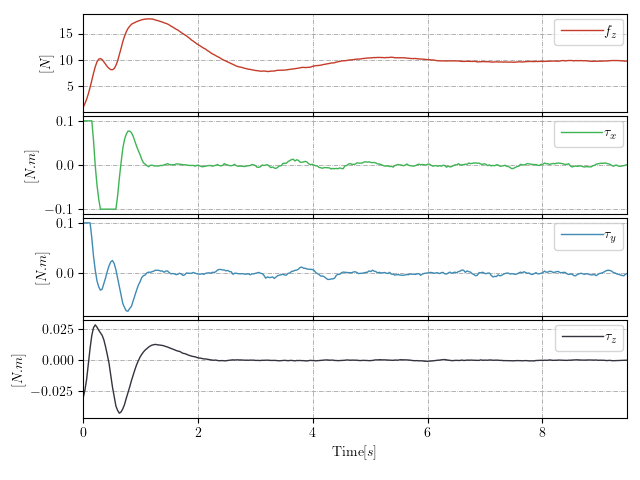 15
10
5
[N]
f_z
0.1
0.0
−0.1
[N.m]
τ_x
0.1
0.0
[N.m]
τ_y
0.025
0.000
−0.025
[N.m]
τ_z
0 2 4 6 8
Time[s]